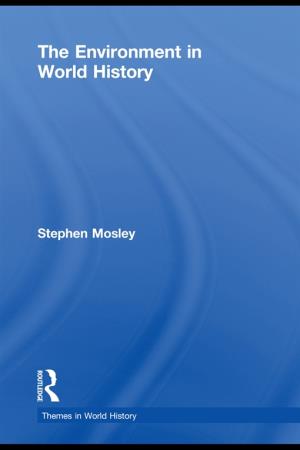 The Environment in
World History
Stephen Mosley
ROUTLEDGE
Themes in World History